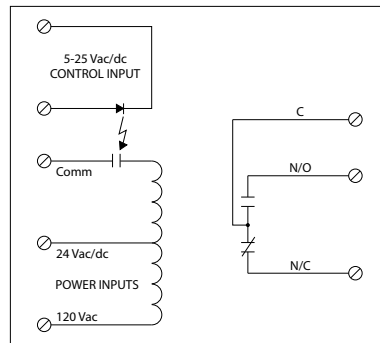 5-25 Vac/dc
CONTROL INPUT
C
Comm
N/O
24 Vac/dc
N/C
POWER INPUTS
120 Vac